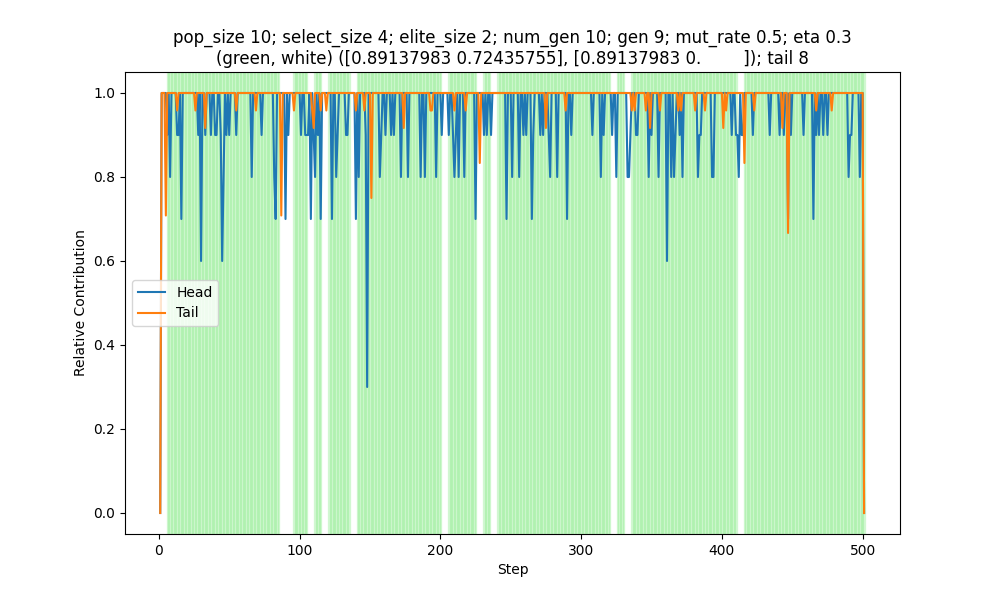 pop_size 10; select_size 4; elite_size 2; num_gen 10; gen 9; mut_rate 0.5; eta 0.3
(green, white) ([0.89137983 0.72435755], [0.89137983 0.         ]); tail 8
1.0
0.8
0.6
0.4
0.2
0.0
Relative Contribution
Head
Tail
0
100
200
300
400
500
Step